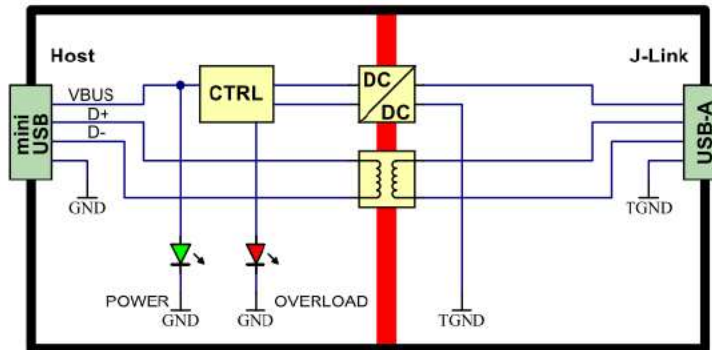 Host
J-Link
mini
USB
VBUS
D+
D-
GND
CTRL
DC
DC
USB-A
TGND
POWER
GND
OVERLOAD
GND
TGND